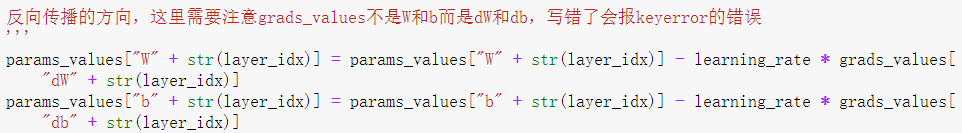 反向传播的方向，这里需要注意grads_values不是W和b而是dW和db，写错了会报keyerror的错误
'''
params_values["W" + str(layer_idx)] = params_values["W" + str(layer_idx)] - learning_rate * grads_values[
"dW" + str(layer_idx)]
params_values["b" + str(layer_idx)] = params_values["b" + str(layer_idx)] - learning_rate * grads_values[
"db" + str(layer_idx)]